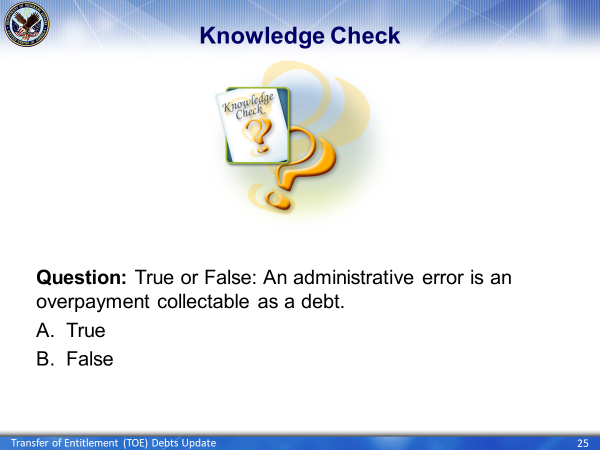 Knowledge Check
Knowledge
Check
Question: True or False: An administrative error is an
overpayment collectable as a debt.
A. True
B. False
Transfer of Entitlement (TOE) Debts Update
25